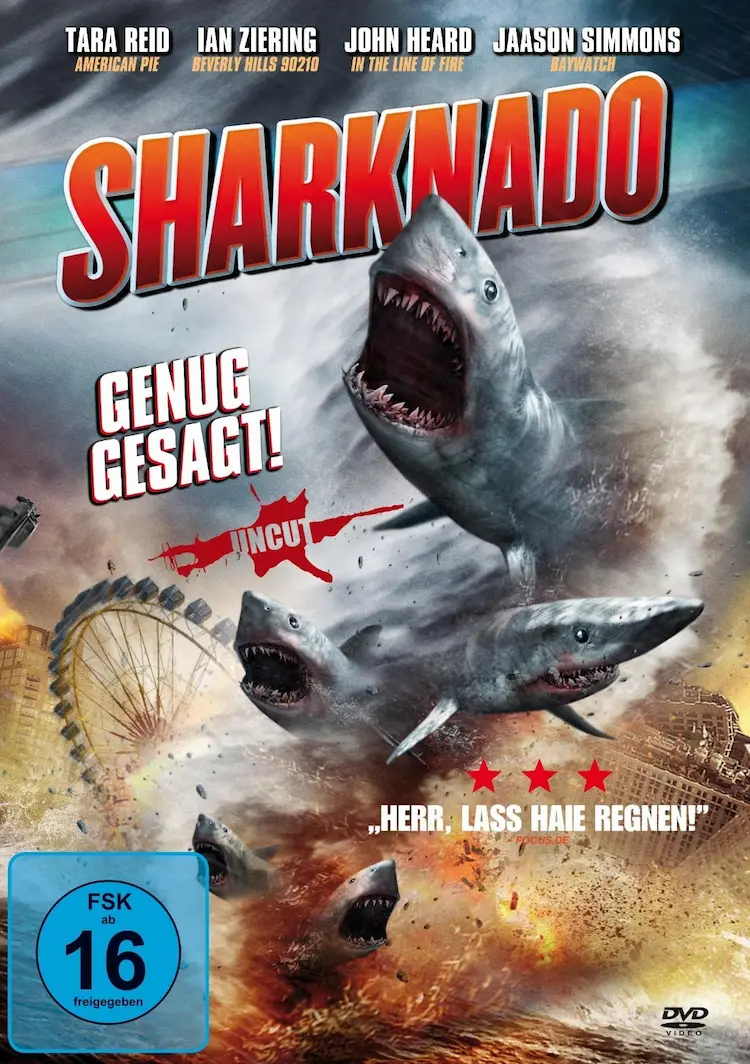 TARA REID IAN ZIERING JOHN HEARD JAASON SIMMONS
AMERICAN PIE BEVERLY HILLS 90210 IN THE LINE OF FIRE BAYWATCH
SHARKNADO
GENUG
GESAGT!
UNCUT
„HERR, LASS HAIE REGNEN!”
FOCUS.DE
FSK
ab
16
freigegeben
DVD
VIDEO